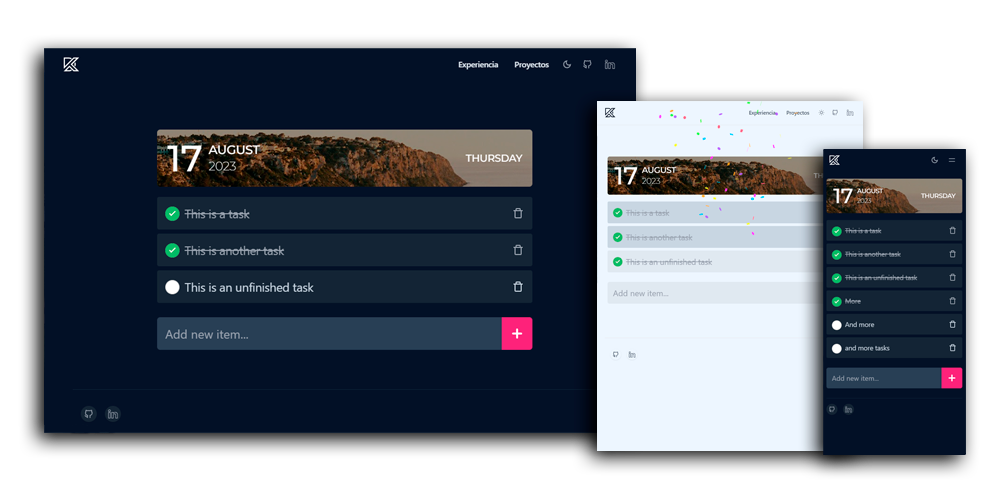 Experiencia Proyectos
17 AUGUST
2023
THURSDAY
This is a task
This is another task
This is an unfinished task
Add new item...
Experiencia Proyectos
17 AUGUST
2023
TH
This is a task
This is another task
This is an unfinished task
Add new item...
17 AUGUST
2023
THURSDAY
This is a task
This is another task
This is an unfinished task
More
And more
and more tasks
Add new item...